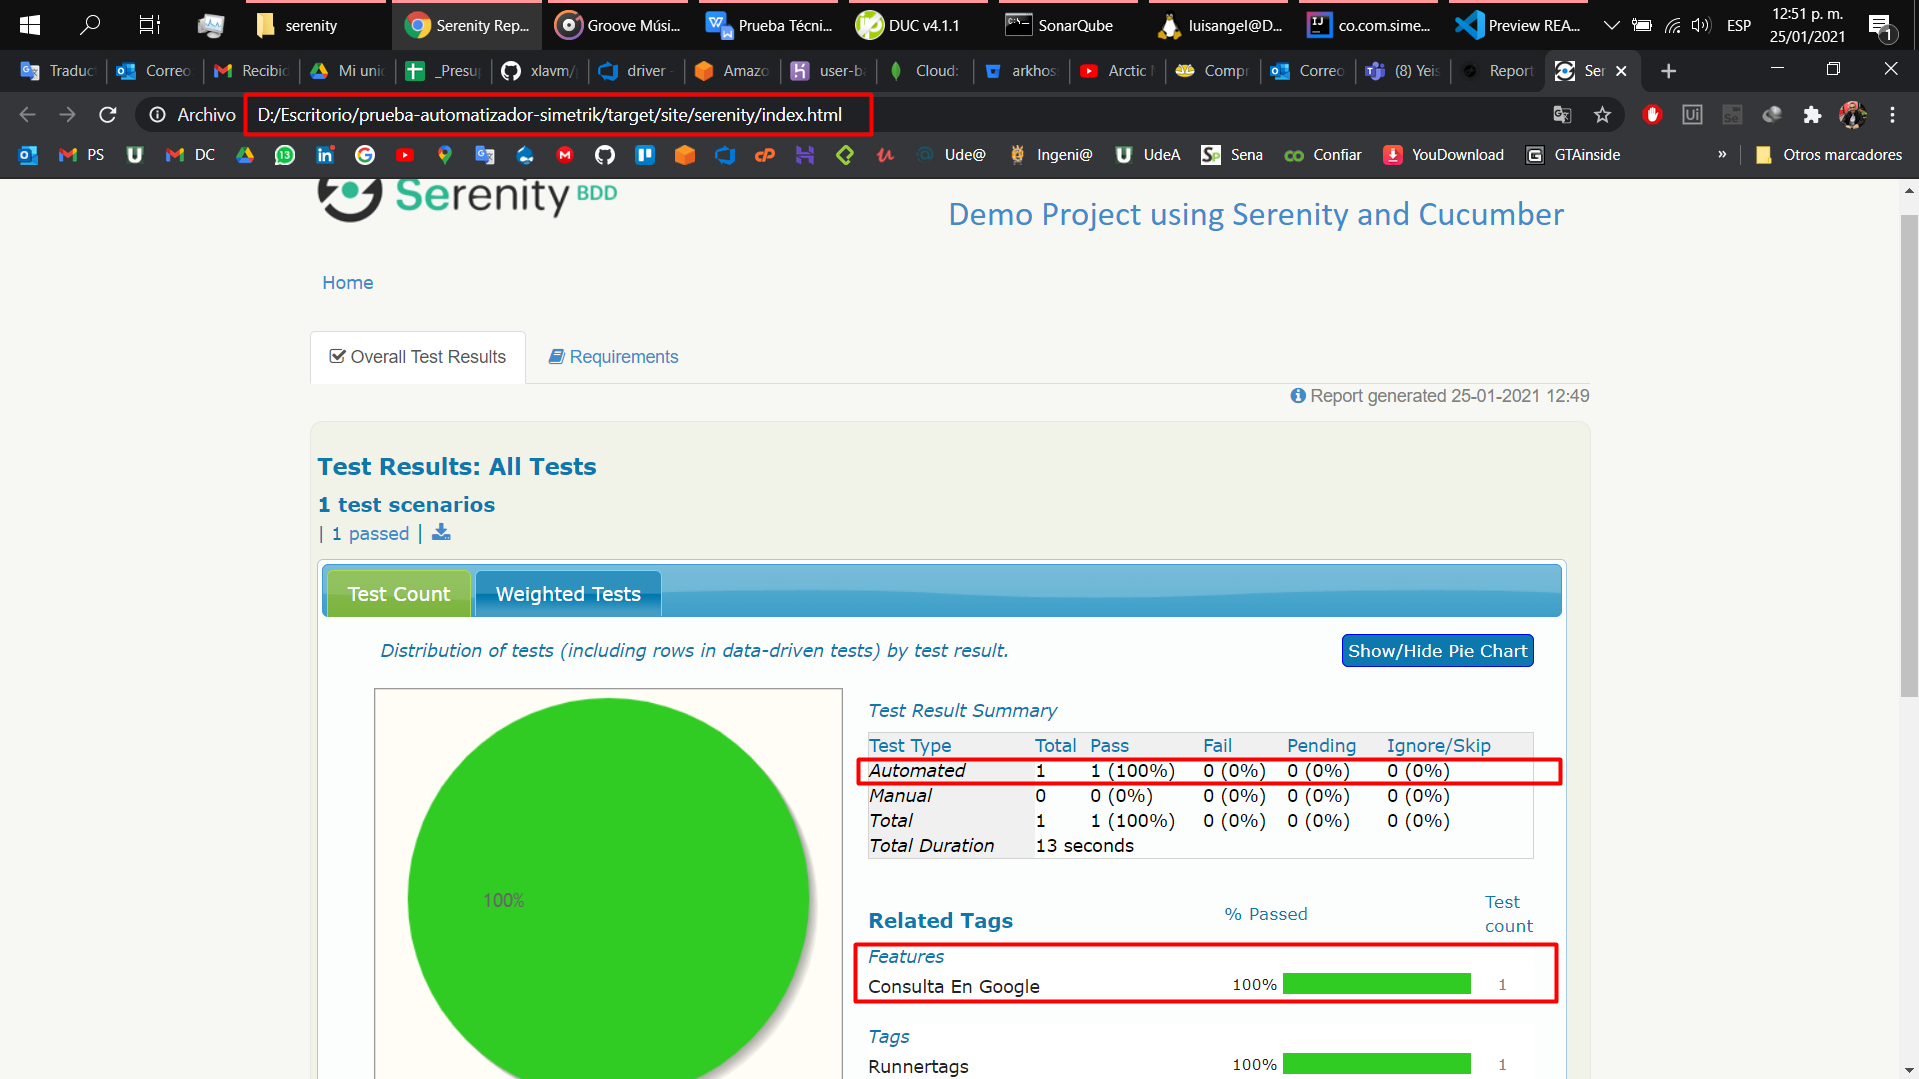 serenity
Serenity Rep...
Groove Músi...
Prueba Técni...
DUC v4.1.1
SonarQube
luisangel@D...
co.com.sime...
Preview REA...
ESP
12:51 p. m.
25/01/2021
1
Traduc
Correo
Recibid
Mi unid
_Presup
xlavm/p
driver -
Amazo
user-ba
Cloud:
arkhos
Arctic M
Compr
Correo
(8) Yeis
Report
Ser
Archivo
D:/Escritorio/prueba-automatizador-simetrik/target/site/serenity/index.html
PS
DC
13
Ude@
Ingeni@
UdeA
Sena
Confiar
YouDownload
GTAinside
»
Otros marcadores
Serenity BDD
Demo Project using Serenity and Cucumber
Home
Overall Test Results
Requirements
Report generated 25-01-2021 12:49
Test Results: All Tests
1 test scenarios
| 1 passed |
Test Count
Weighted Tests
Distribution of tests (including rows in data-driven tests) by test result.
Show/Hide Pie Chart
100%
Test Result Summary
Test Type Total Pass Fail Pending Ignore/Skip
Automated 1 1 (100%) 0 (0%) 0 (0%) 0 (0%)
Manual 0 0 (0%) 0 (0%) 0 (0%) 0 (0%)
Total 1 1 (100%) 0 (0%) 0 (0%) 0 (0%)
Total Duration 13 seconds
Related Tags % Passed Test count
Features
Consulta En Google 100% 1
Tags
Runnertags 100% 1